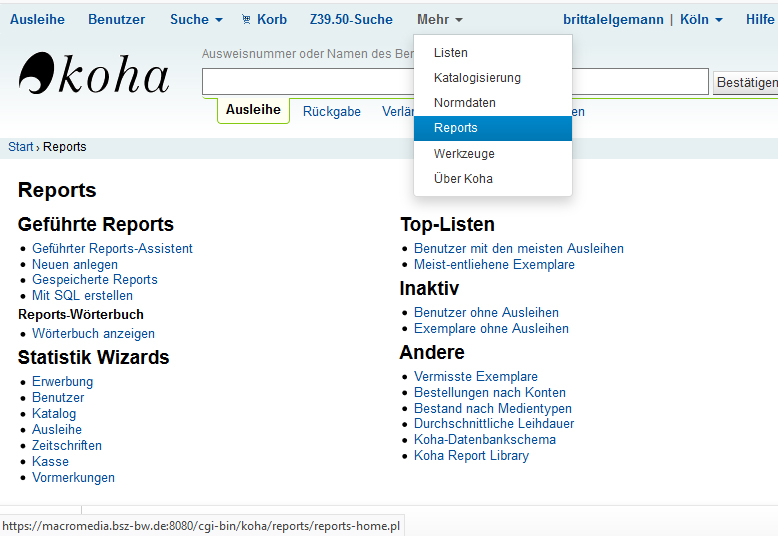 Ausleihe Benutzer Suche Korb Z39.50-Suche Mehr brittalelgemann | Köln Hilfe
koha
Ausweisnummer oder Namen des Ben
Bestätigen
Ausleihe Rückgabe Verlän en
Listen
Katalogisierung
Normdaten
Reports
Werkzeuge
Über Koha
Start › Reports
Reports
Geführte Reports
Geführter Reports-Assistent
Neuen anlegen
Gespeicherte Reports
Mit SQL erstellen
Reports-Wörterbuch
Wörterbuch anzeigen
Statistik Wizards
Erwerbung
Benutzer
Katalog
Ausleihe
Zeitschriften
Kasse
Vormerkungen
Top-Listen
Benutzer mit den meisten Ausleihen
Meist-entliehene Exemplare
Inaktiv
Benutzer ohne Ausleihen
Exemplare ohne Ausleihen
Andere
Vermisste Exemplare
Bestellungen nach Konten
Bestand nach Medientypen
Durchschnittliche Leihdauer
Koha-Datenbankschema
Koha Report Library
https://macromedia.bsz-bw.de:8080/cgi-bin/koha/reports/reports-home.pl